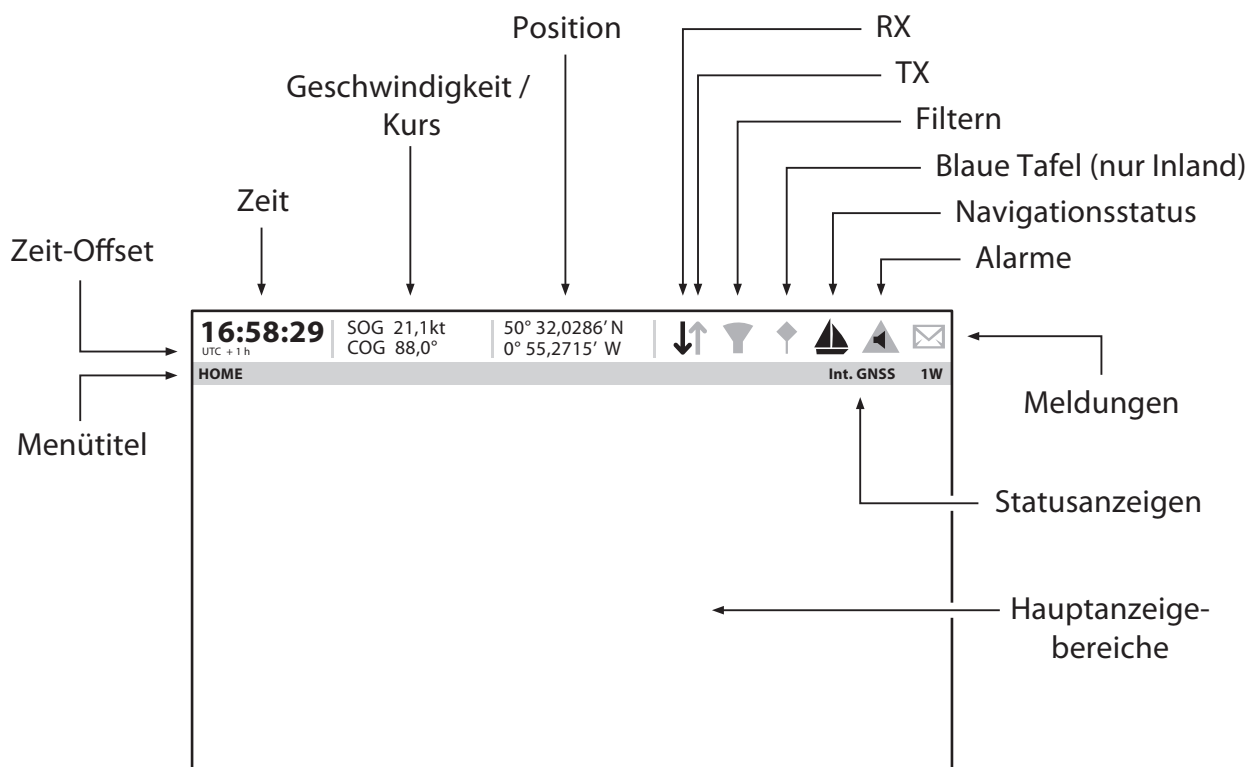 Position
RX
TX
Geschwindigkeit /
Kurs
Filtern
Blaue Tafel (nur Inland)
Zeit
Navigationsstatus
Zeit-Offset
Alarme
16:58:29
UTC + 1 h
SOG 21,1kt
COG 88,0°
50° 32,0286′ N
0° 55,2715′ W
HOME
Int. GNSS 1W
Menütitel
Meldungen
Statusanzeigen
Hauptanzeige-
bereiche